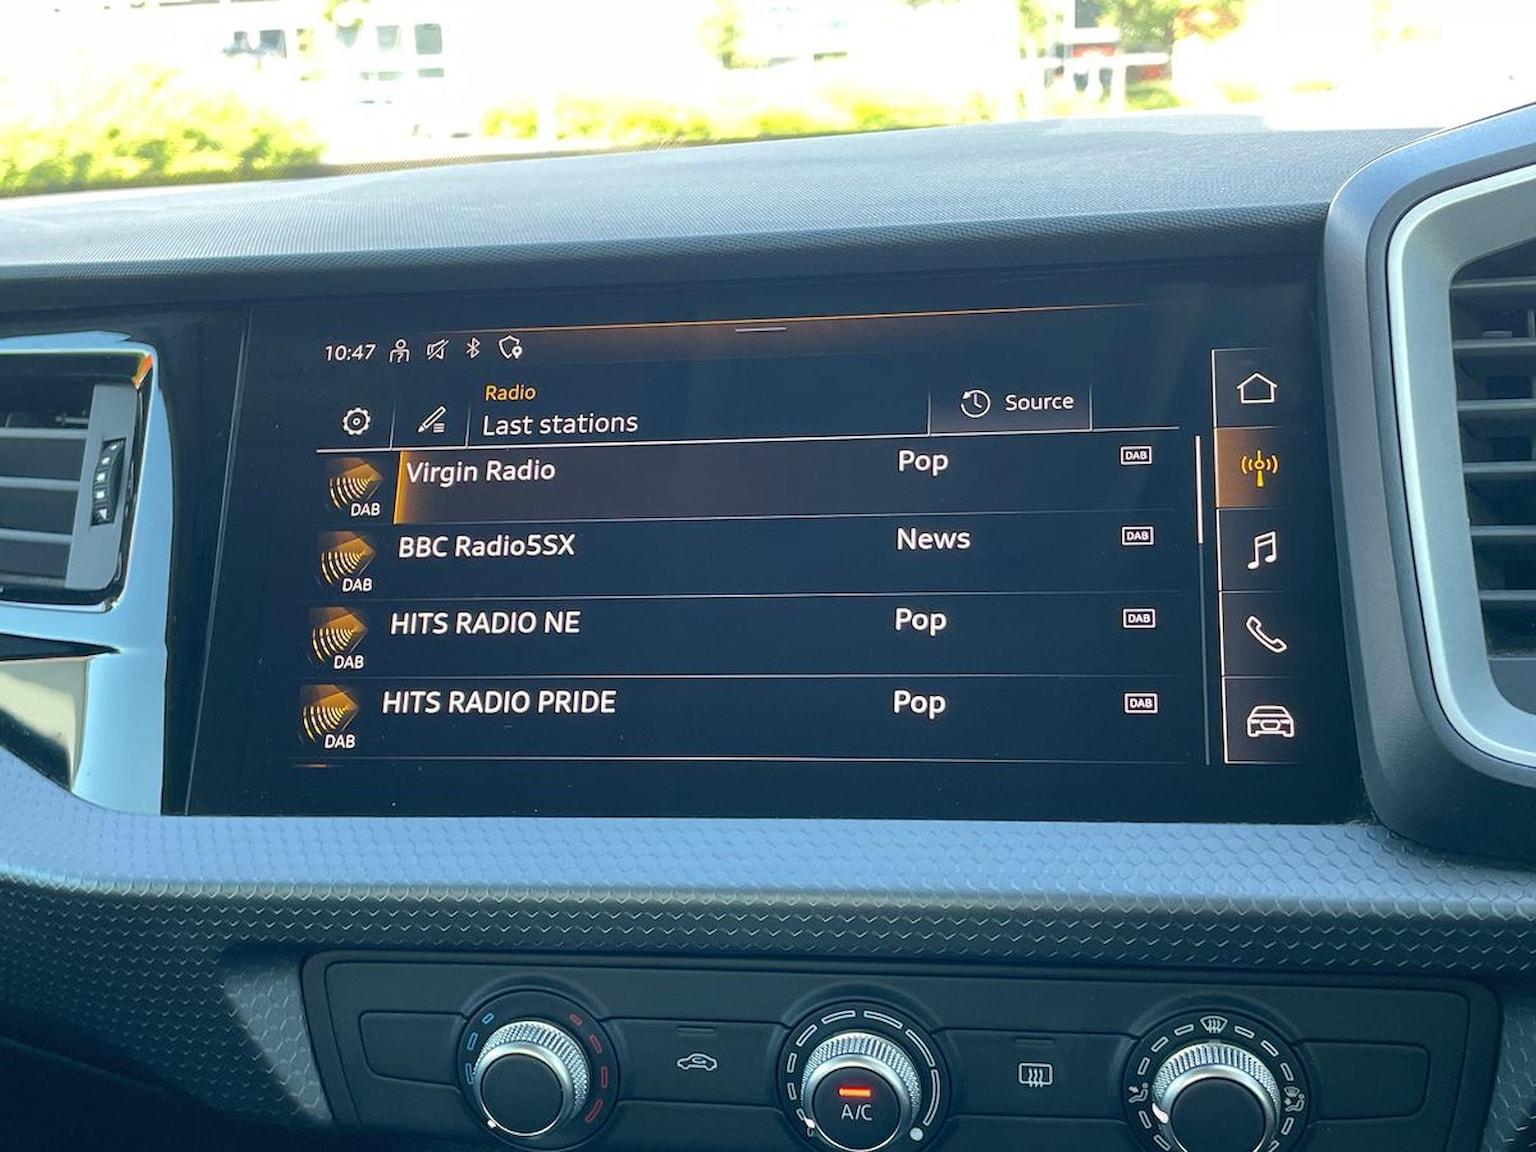 10:47
Radio
Last stations
Source
Virgin Radio Pop DAB
DAB
BBC Radio5SX News DAB
DAB
HITS RADIO NE Pop DAB
DAB
HITS RADIO PRIDE Pop DAB
DAB
A/C